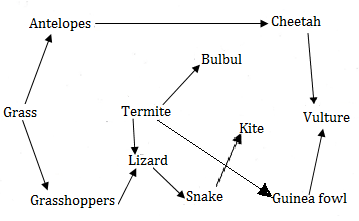 Antelopes
Cheetah
Bulbul
Grass
Termite
Kite
Vulture
Lizard
Grasshoppers
Snake
Guinea fowl